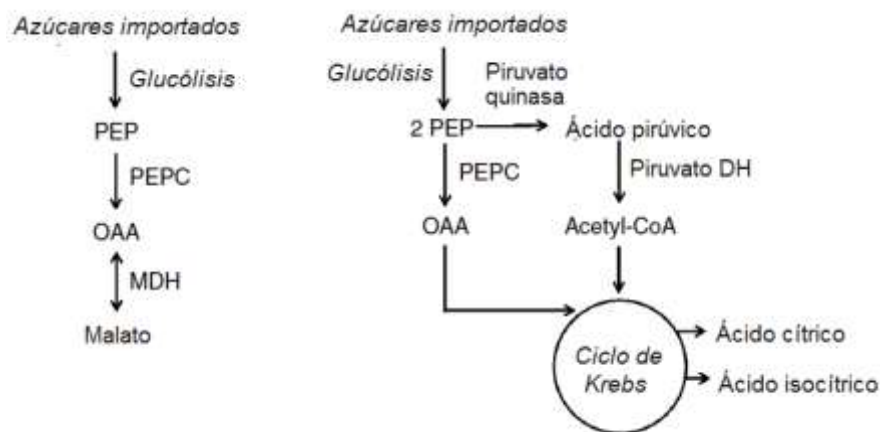 Azúcares importados
Glucólisis
PEP
PEPC
OAA
MDH
Malato
Azúcares importados
Glucólisis
Piruvato
quinasa
2 PEP
Ácido pirúvico
PEPC
Piruvato DH
OAA
Acetyl-CoA
Ciclo de
Krebs
Ácido cítrico
Ácido isocítrico